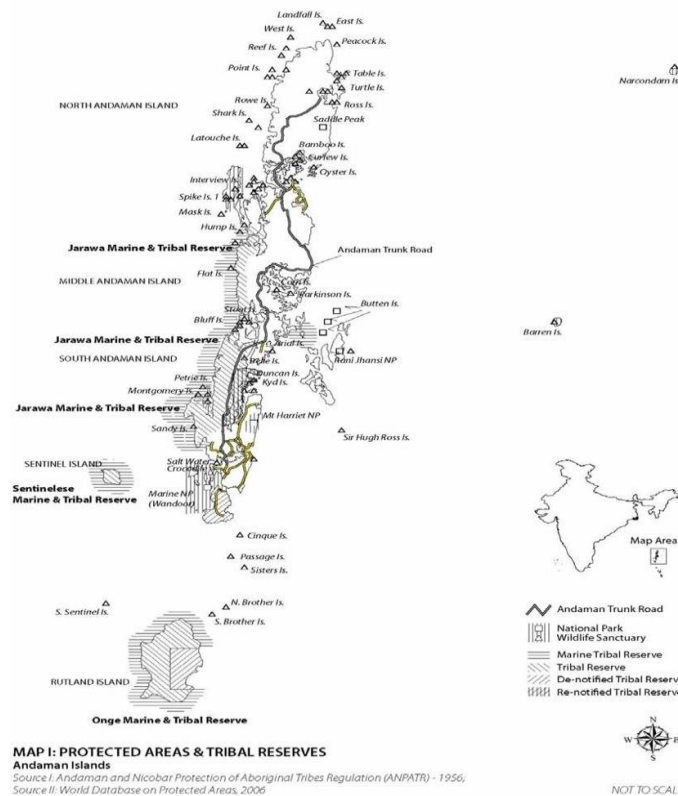 Landfall Is.
East Is.
West Is.
Peacock Is.
Reef Is.
Point Is.
Table Is.
Narcondam Is
Turtle Is.
NORTH ANDAMAN ISLAND
Rowe Is.
Ross Is.
Shark Is.
Saddle Peak
Latouche Is.
Bamboo Is.
Curlew Is.
Oyster Is.
Interview Is.
Spike Is. 1
Mask Is.
Hump Is.
Jarawa Marine & Tribal Reserve
Andaman Trunk Road
Flat Is.
MIDDLE ANDAMAN ISLAND
Parkinson Is.
Butten Is.
Bluff Is.
Barren Is.
Jarawa Marine & Tribal Reserve
SOUTH ANDAMAN ISLAND
Rani Jhansi NP
Duncan Is.
Petrie Is.
Kyd Is.
Montgomery Is.
Jarawa Marine & Tribal Reserve
Mt Harriet NP
Sandy Is.
Sir Hugh Ross Is.
SENTINEL ISLAND
Salt Water
Crocodile
Sentinelese
Marine & Tribal Reserve
Marine NP
(Wandoor)
Cinque Is.
Map Area
Passage Is.
Sisters Is.
S. Sentinel Is.
N. Brother Is.
S. Brother Is.
Andaman Trunk Road
National Park
Wildlife Sanctuary
Marine Tribal Reserve
Tribal Reserve
De-notified Tribal Reserv
Re-notified Tribal Reserve
RUTLAND ISLAND
Onge Marine & Tribal Reserve
N
W E
S
MAP I: PROTECTED AREAS & TRIBAL RESERVES
Andaman Islands
Source I: Andaman and Nicobar Protection of Aboriginal Tribes Regulation (ANPATR) - 1956;
Source II: World Database on Protected Areas, 2006
NOT TO SCAL